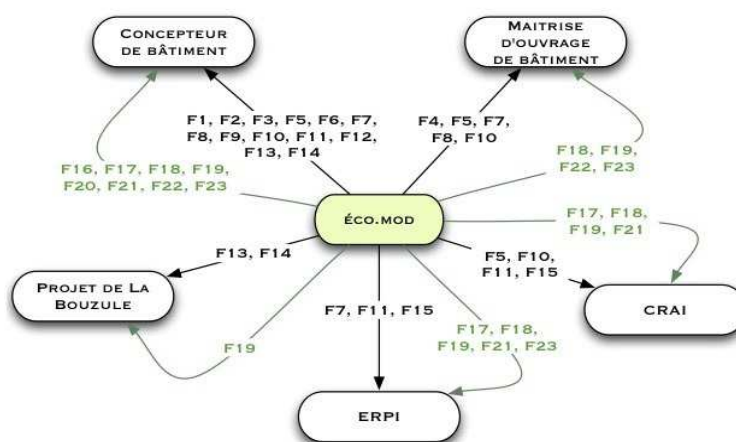 CONCEPTEUR
DE BÂTIMENT
MAITRISE
D'OUVRAGE
DE BÂTIMENT
F1, F2, F3, F5, F6, F7,
F8, F9, F10, F11, F12,
F13, F14
F4, F5, F7,
F8, F10
F18, F19,
F22, F23
F16, F17, F18, F19,
F20, F21, F22, F23
ÉCO.MOD
F17, F18,
F19, F21
F13, F14
F5, F10,
F11, F15
PROJET DE LA
BOUZULE
CRAI
F7, F11, F15
F17, F18,
F19, F21, F23
F19
ERPI